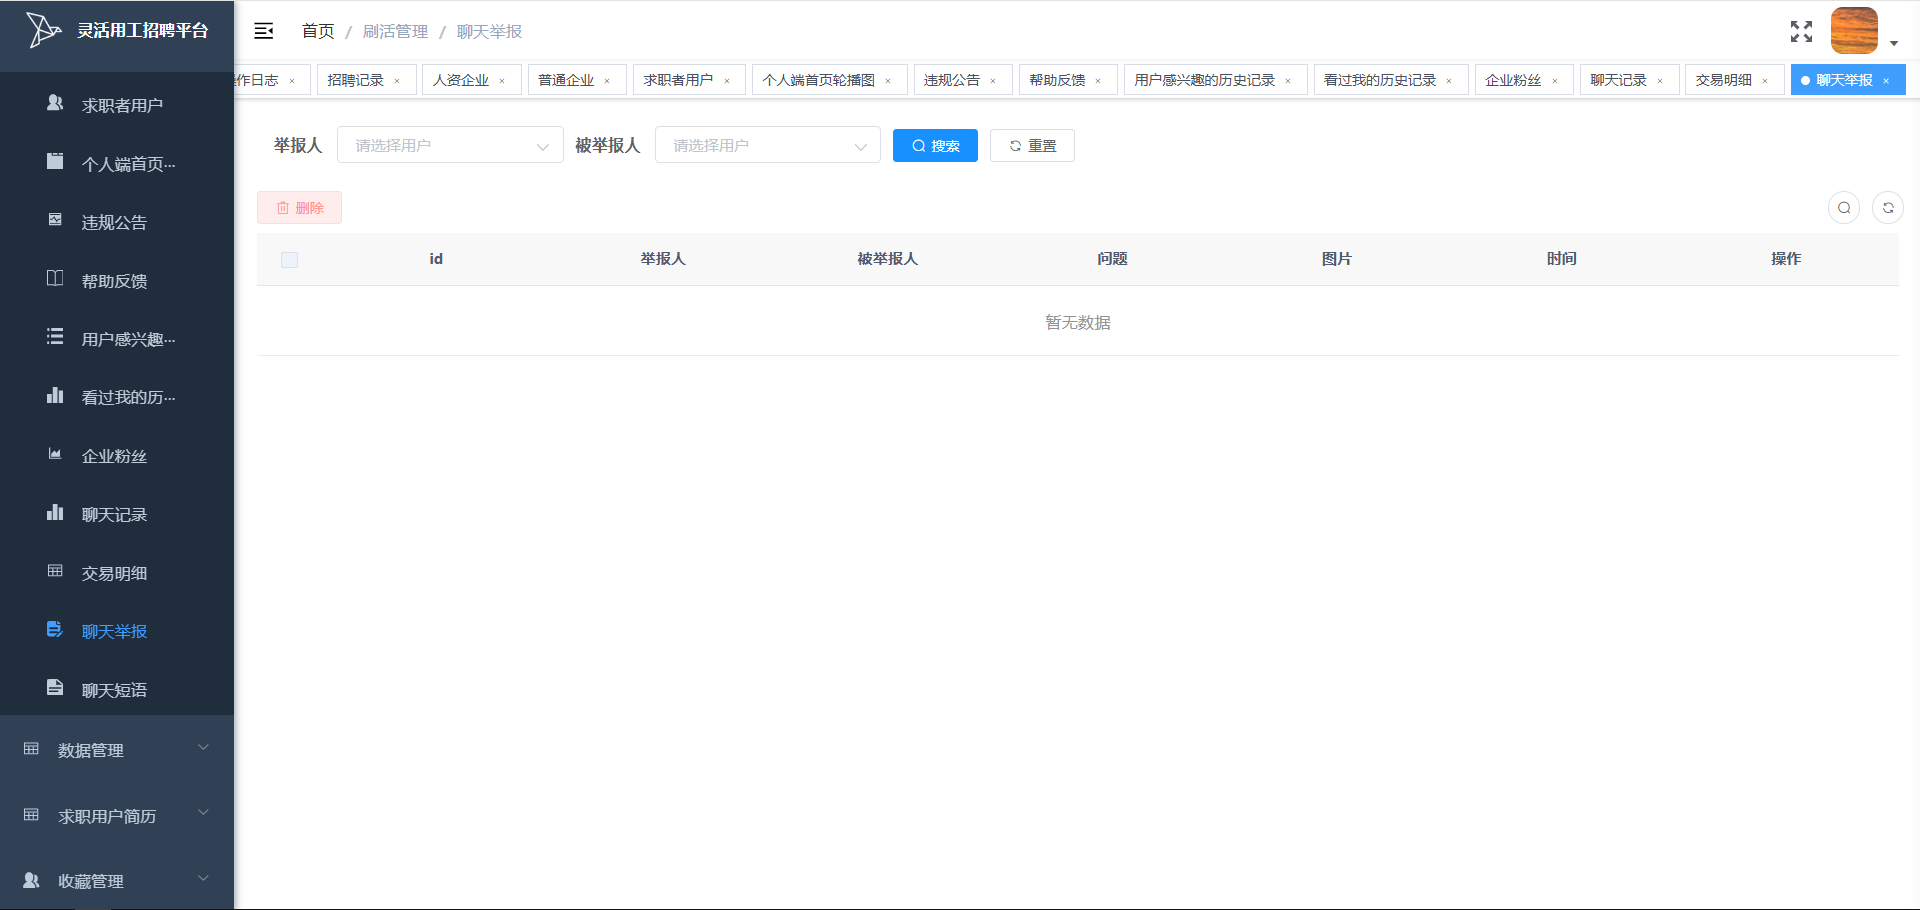 灵活用工招聘平台
首页 / 刷活管理 / 聊天举报
作日志 × 招聘记录 × 人资企业 × 普通企业 × 求职者用户 × 个人端首页轮播图 × 违规公告 × 帮助反馈 × 用户感兴趣的历史记录 × 看过我的历史记录 × 企业粉丝 × 聊天记录 × 交易明细 × 聊天举报 ×
求职者用户
个人端首页...
违规公告
帮助反馈
用户感兴趣...
看过我的历...
企业粉丝
聊天记录
交易明细
聊天举报
聊天短语
数据管理
求职用户简历
收藏管理
举报人 请选择用户 被举报人 请选择用户 搜索 重置
删除
id 举报人 被举报人 问题 图片 时间 操作
暂无数据